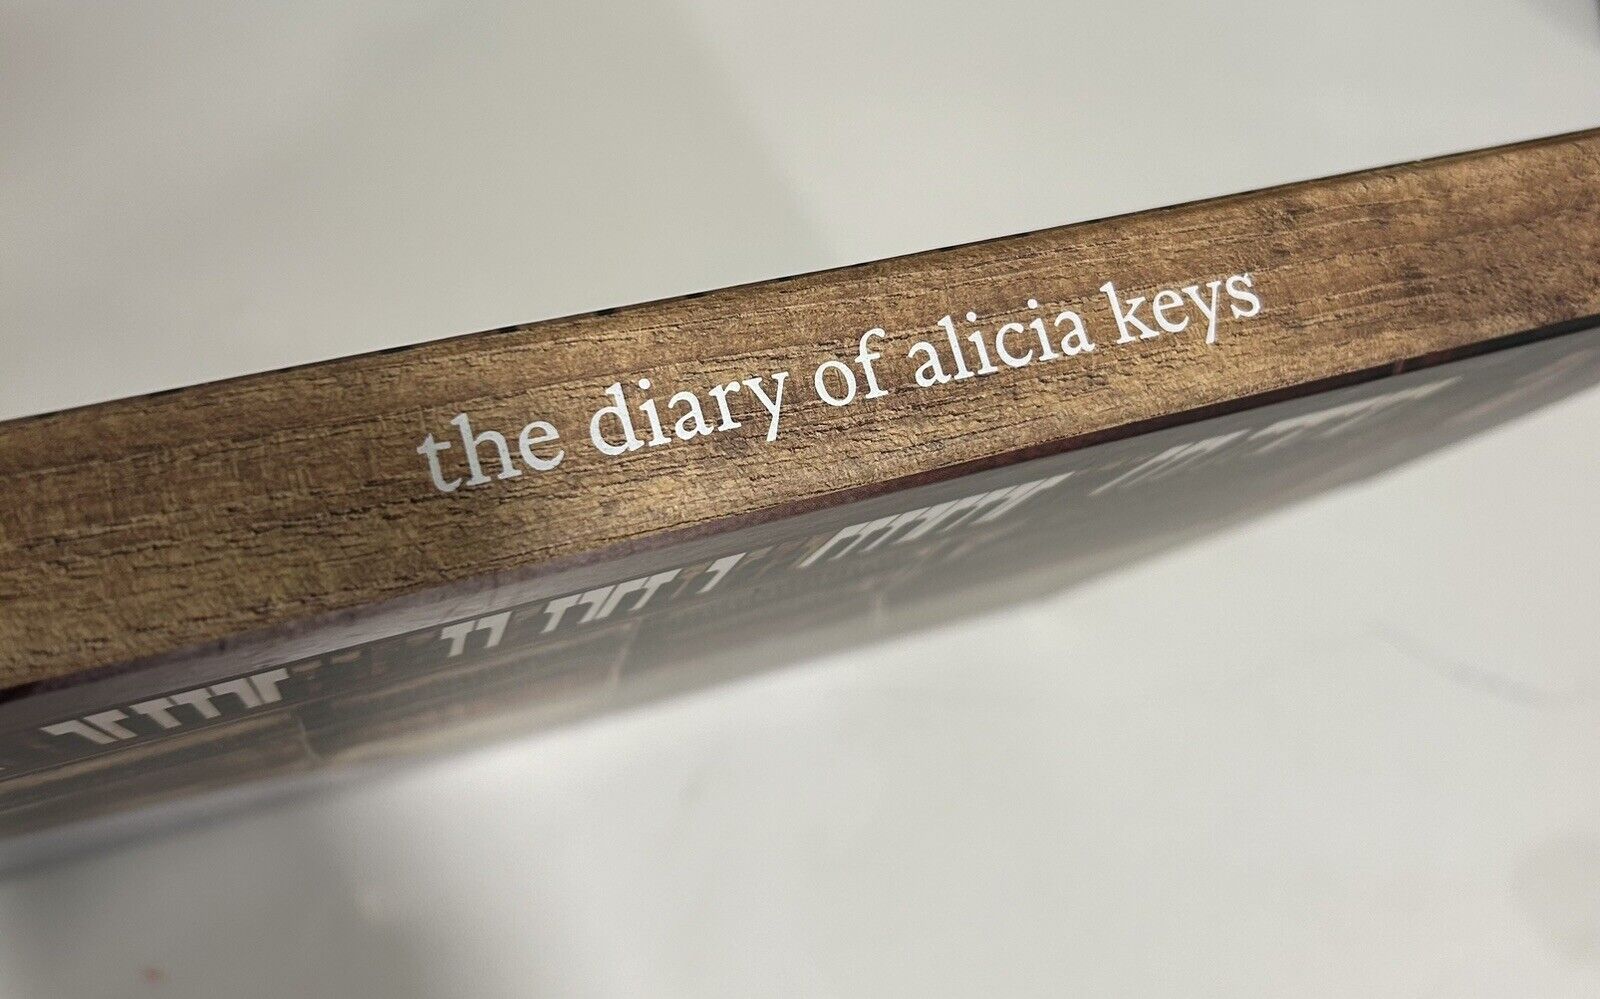 the diary of alicia keys